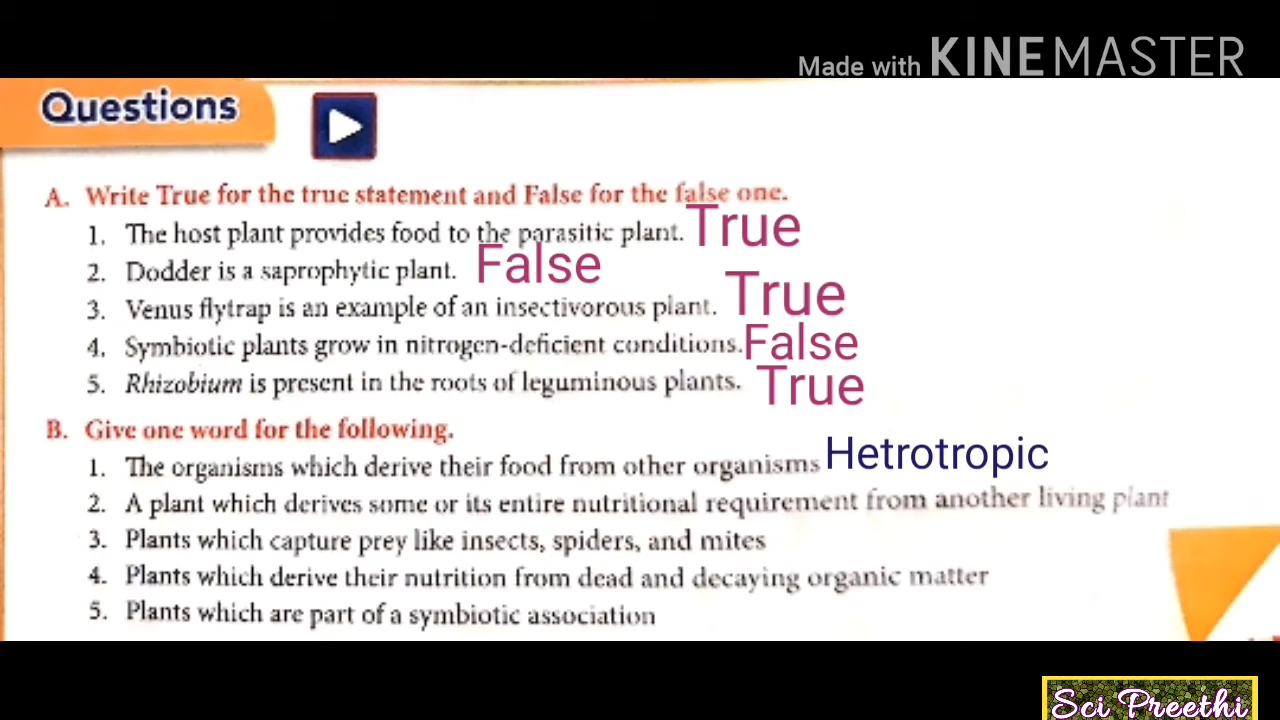 Made with KINEMASTER
Questions
A. Write True for the true statement and False for the false one.
1. The host plant provides food to the parasitic plant. True
2. Dodder is a saprophytic plant. False
3. Venus flytrap is an example of an insectivorous plant. True
4. Symbiotic plants grow in nitrogen-deficient conditions. False
5. Rhizobium is present in the roots of leguminous plants. True
B. Give one word for the following.
1. The organisms which derive their food from other organisms Hetrotropic
2. A plant which derives some or its entire nutritional requirement from another living plant
3. Plants which capture prey like insects, spiders, and mites
4. Plants which derive their nutrition from dead and decaying organic matter
5. Plants which are part of a symbiotic association
Sci Preethi